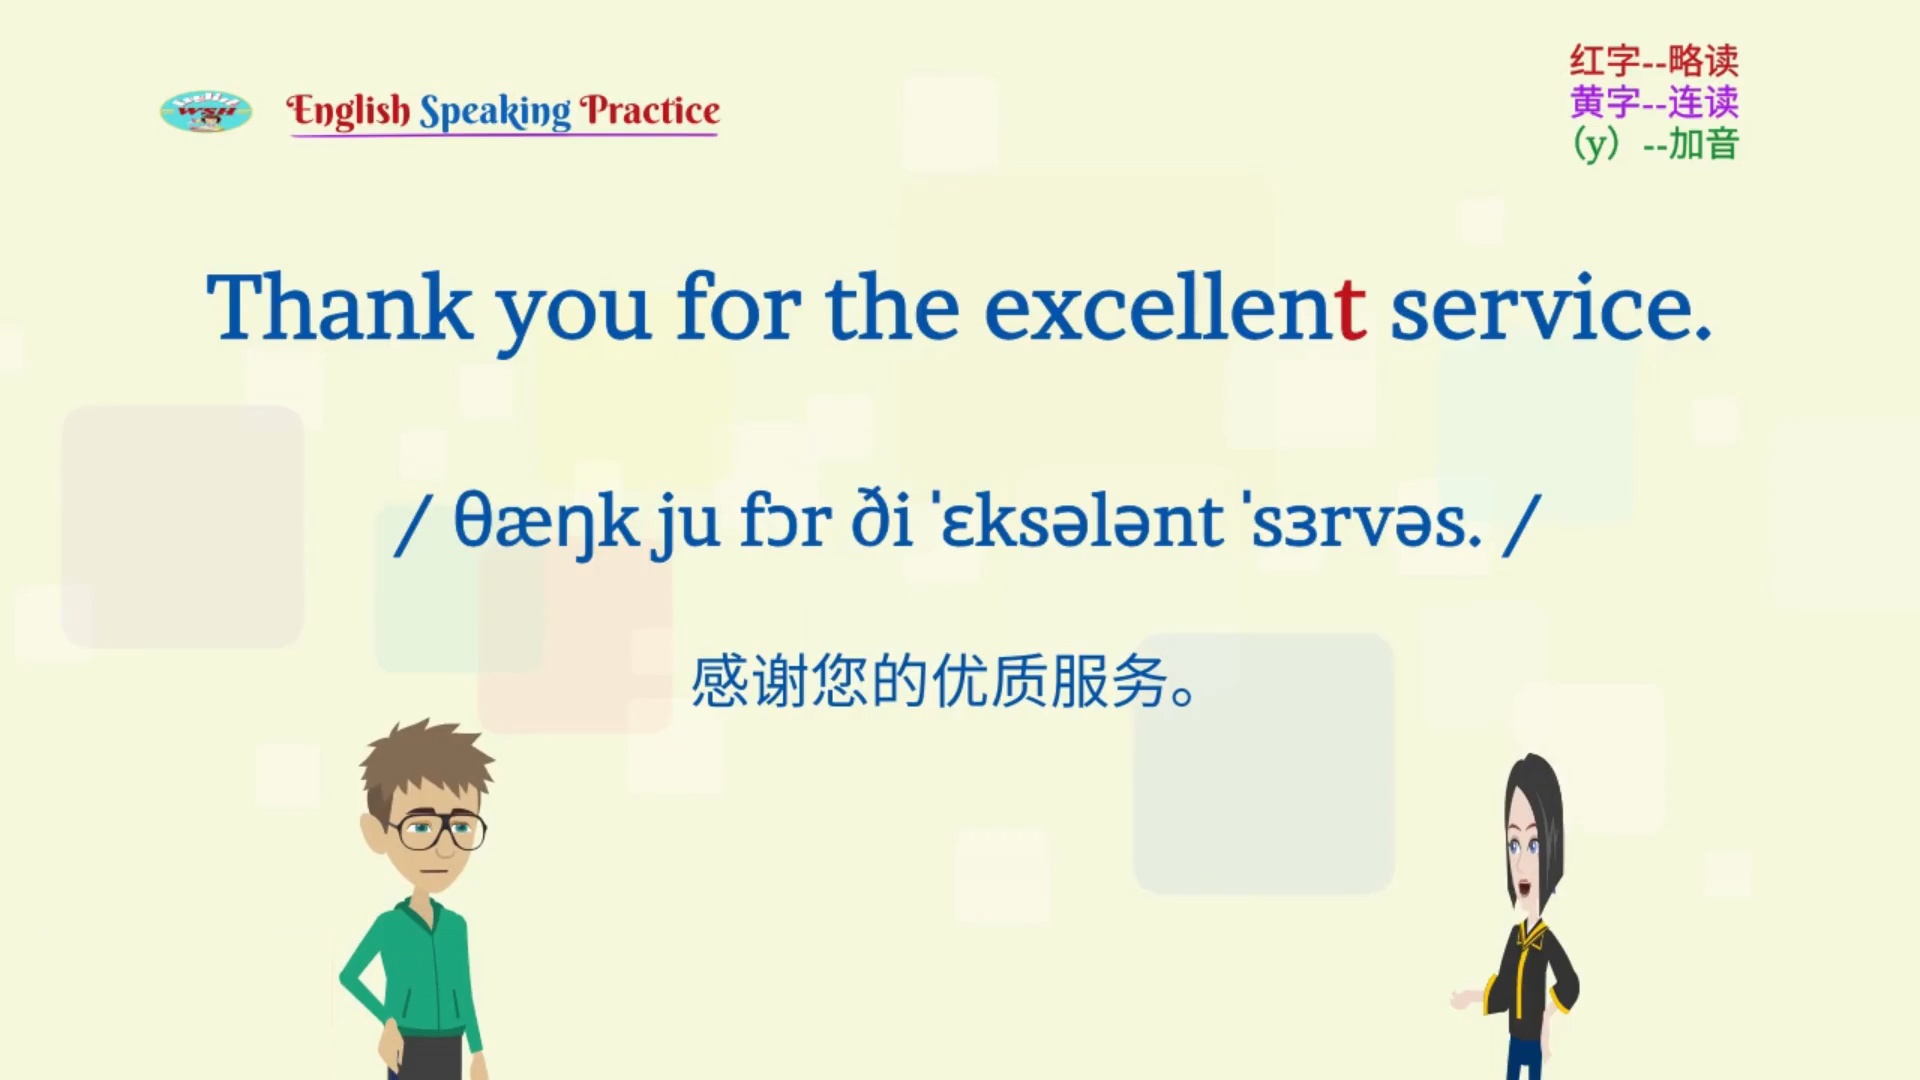 English Speaking Practice
红字--略读
黄字--连读
（y）--加音
Thank you for the excellent service.
/ θæŋk ju fɔr ði ˈɛksələnt ˈsɜrvəs. /
感谢您的优质服务。